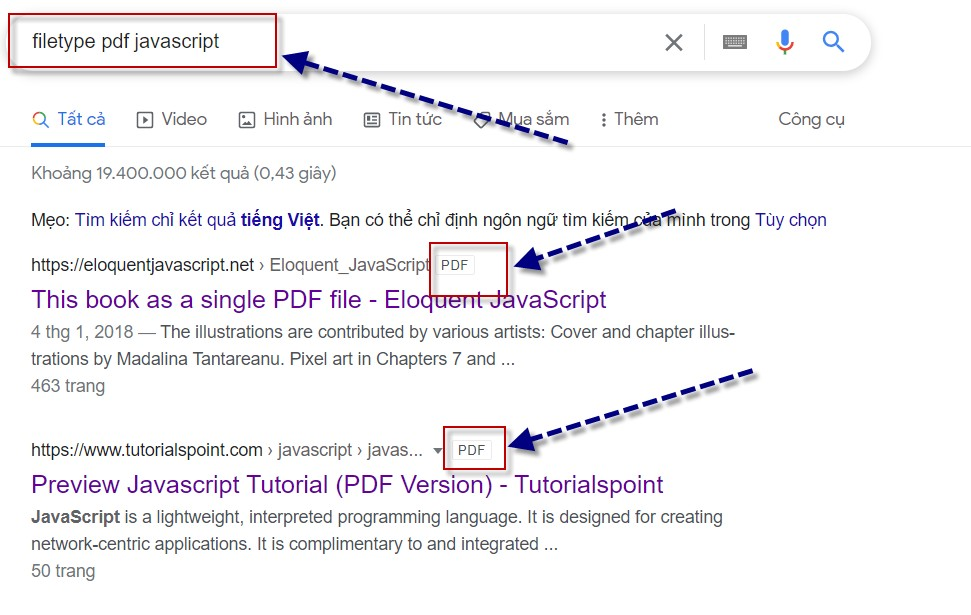 filetype pdf javascript
Tất cả Video Hình ảnh Tin tức Mua sắm Thêm Công cụ
Khoảng 19.400.000 kết quả (0,43 giây)
Mẹo: Tìm kiếm chỉ kết quả tiếng Việt. Bạn có thể chỉ định ngôn ngữ tìm kiếm của mình trong Tùy chọn
https://eloquentjavascript.net › Eloquent_JavaScript PDF
This book as a single PDF file - Eloquent JavaScript
4 thg 1, 2018 — The illustrations are contributed by various artists: Cover and chapter illus-
trations by Madalina Tantareanu. Pixel art in Chapters 7 and ...
463 trang
https://www.tutorialspoint.com › javascript › javas... PDF
Preview Javascript Tutorial (PDF Version) - Tutorialspoint
JavaScript is a lightweight, interpreted programming language. It is designed for creating
network-centric applications. It is complimentary to and integrated ...
50 trang